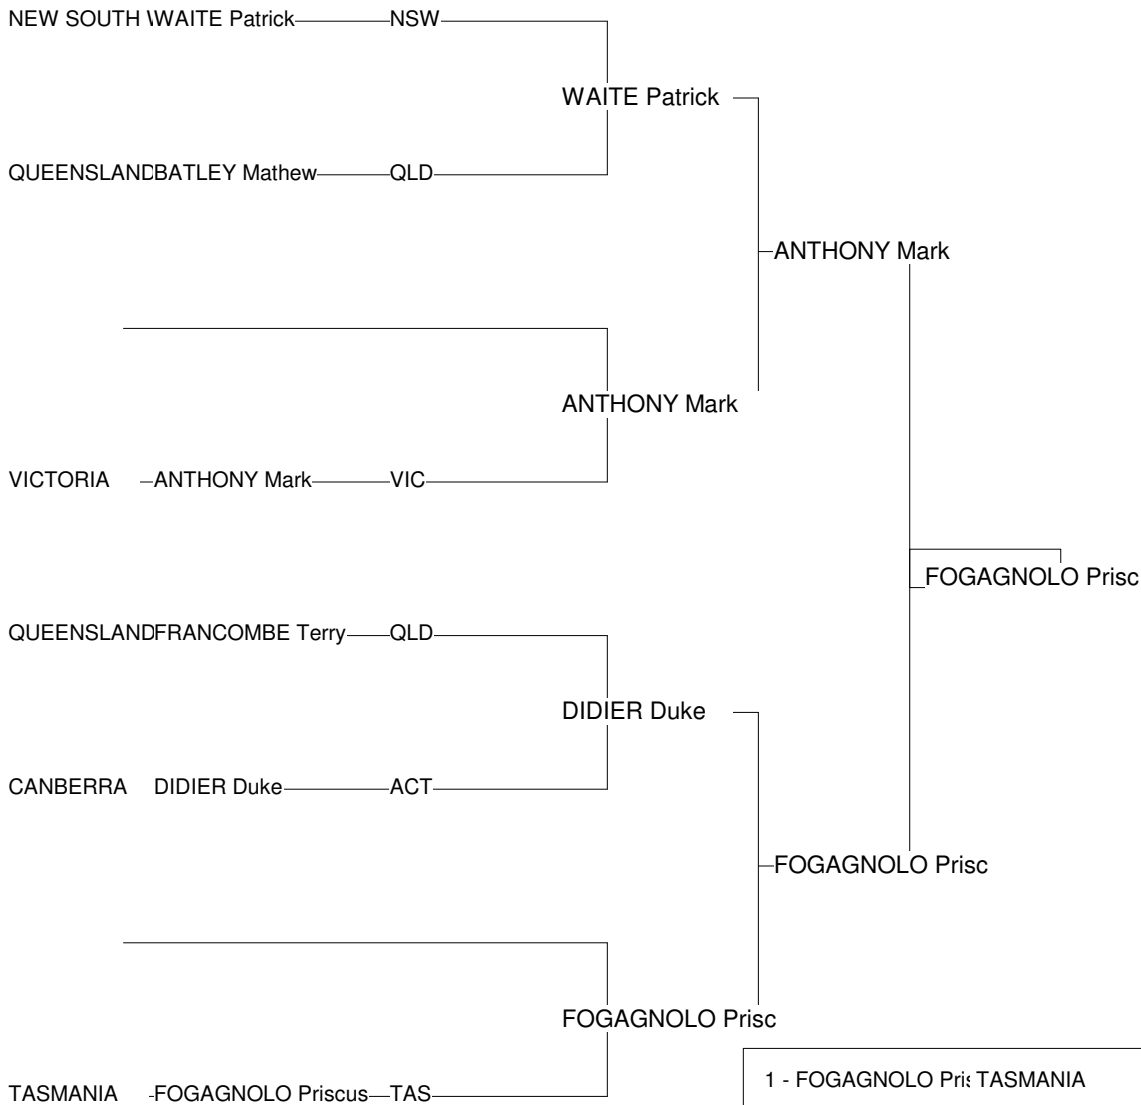 NEW SOUTH WAITE Patrick NSW
WAITE Patrick
QUEENSLAND BATLEY Mathew QLD
ANTHONY Mark
ANTHONY Mark
VICTORIA ANTHONY Mark VIC
FOGAGNOLO Prisc
QUEENSLAND FRANCOMBE Terry QLD
DIDIER Duke
CANBERRA DIDIER Duke ACT
FOGAGNOLO Prisc
FOGAGNOLO Prisc
1 - FOGAGNOLO Pris TASMANIA
TASMANIA FOGAGNOLO Priscus TAS